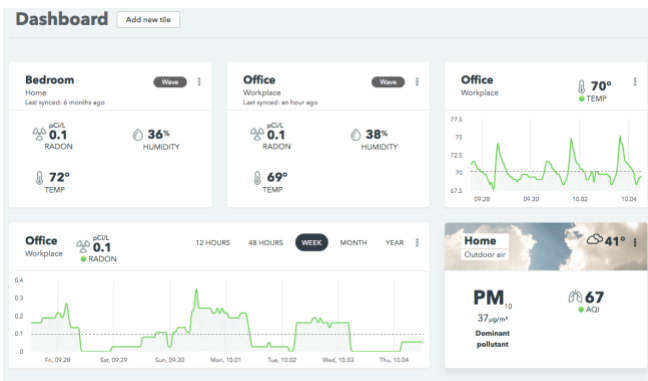 Dashboard Add new tile
Bedroom Wave
Home
Last synced: 6 months ago
pCi/L
0.1
RADON
36%
HUMIDITY
72°
TEMP
Office Wave
Workplace
Last synced: an hour ago
pCi/L
0.1
RADON
38%
HUMIDITY
69°
TEMP
Office
Workplace
70°
TEMP
77.5
75
72.5
70
67.5
09.28 09.30 10.02 10.04
Office
Workplace
pCi/L
0.1
RADON
12 HOURS 48 HOURS WEEK MONTH YEAR
0.4
0.3
0.2
0.1
0
Fri, 09.28 Sat, 09.29 Sun, 09.30 Mon, 10.01 Tue, 10.02 Wed, 10.03 Thu, 10.04
Home
Outdoor air
41°
PM10
37µg/m³
Dominant
pollutant
67
AQI